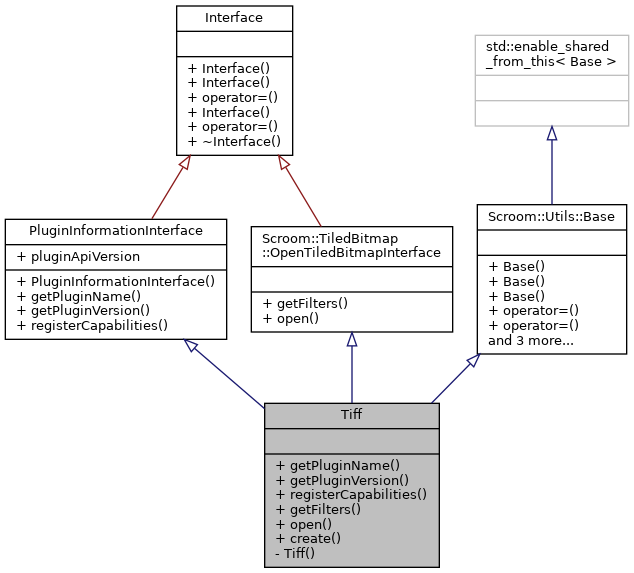 Interface
+ Interface()
+ Interface()
+ operator=()
+ Interface()
+ operator=()
+ ~Interface()
std::enable_shared
_from_this< Base >
PluginInformationInterface
+ pluginApiVersion
+ PluginInformationInterface()
+ getPluginName()
+ getPluginVersion()
+ registerCapabilities()
Scroom::TiledBitmap
::OpenTiledBitmapInterface
+ getFilters()
+ open()
Scroom::Utils::Base
+ Base()
+ Base()
+ Base()
+ operator=()
+ operator=()
and 3 more...
Tiff
+ getPluginName()
+ getPluginVersion()
+ registerCapabilities()
+ getFilters()
+ open()
+ create()
- Tiff()